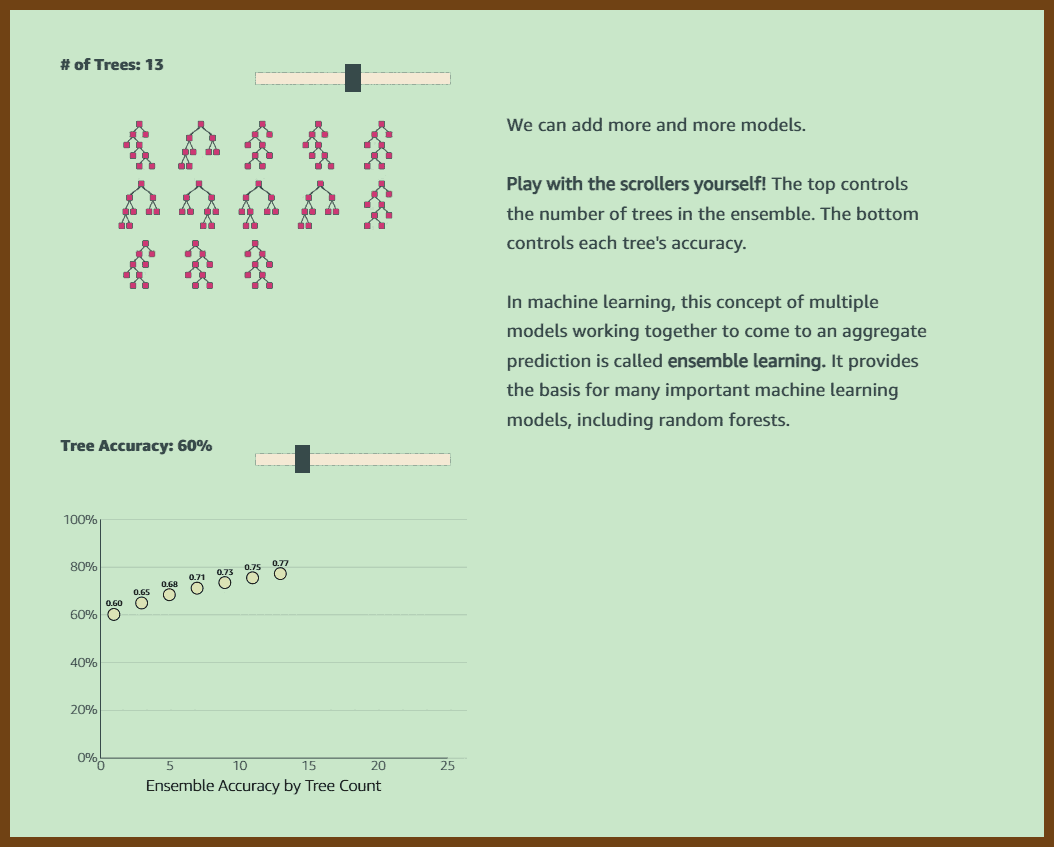 # of Trees: 13
We can add more and more models.
Play with the scrollers yourself! The top controls
the number of trees in the ensemble. The bottom
controls each tree's accuracy.
In machine learning, this concept of multiple
models working together to come to an aggregate
prediction is called ensemble learning. It provides
the basis for many important machine learning
models, including random forests.
Tree Accuracy: 60%
100%
80%
60%
40%
20%
0%
0.60
0.65
0.68
0.71
0.73
0.75
0.77
0 5 10 15 20 25
Ensemble Accuracy by Tree Count